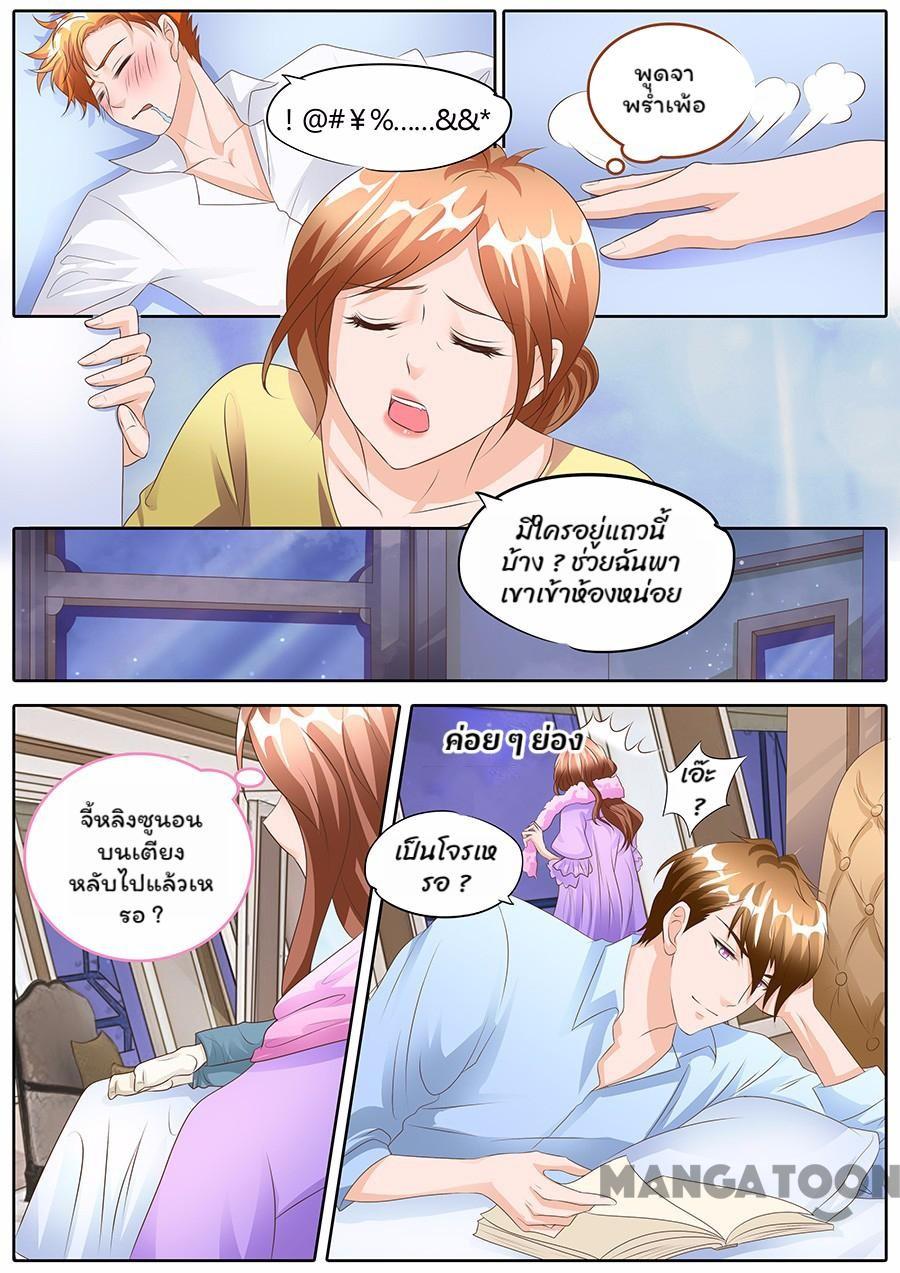 ! @#¥%......&&*
พูดจา
พร่ำเพ้อ
มีใครอยู่แถวนี้
บ้าง ? ช่วยฉันพา
เขาเข้าห้องหน่อย
จี้หลิงซูนอน
บนเตียง
หลับไปแล้วเห
รอ ?
ค่อย ๆ ย่อง
เอ๊ะ
?
เป็นโจรเห
รอ ?
MANGATOON